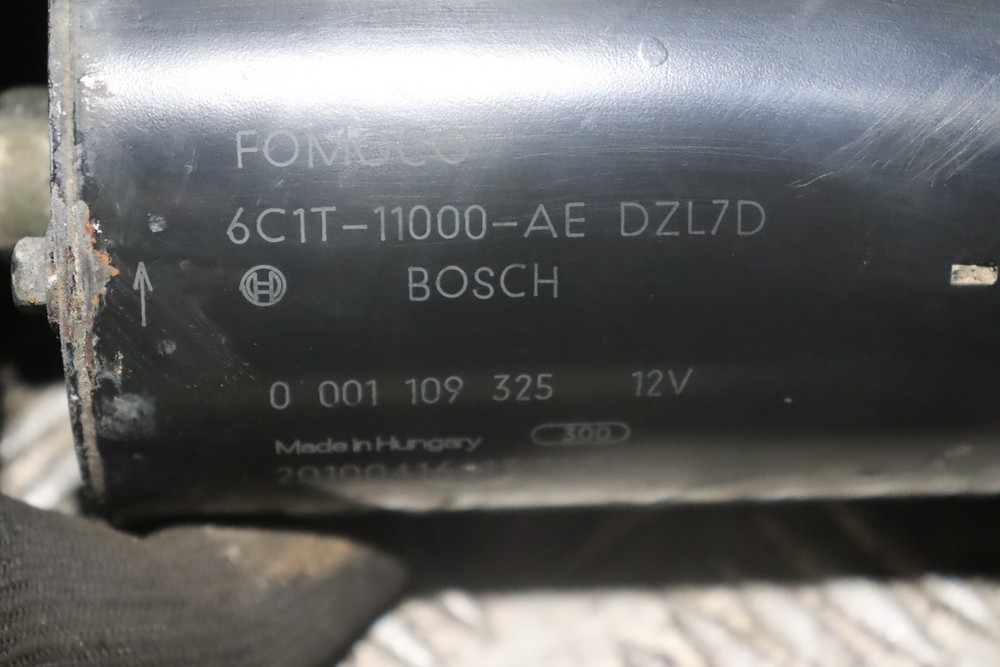 FOMOCO
6C1T-11000-AE DZL7D
BOSCH
0 001 109 325 12V
Made in Hungary 300